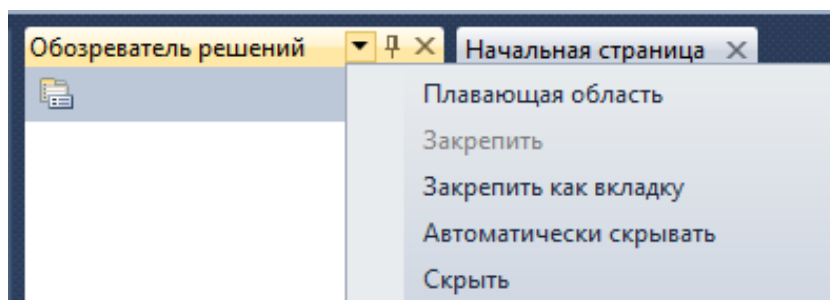 Обозреватель решений
Начальная страница
Плавающая область
Закрепить
Закрепить как вкладку
Автоматически скрывать
Скрыть